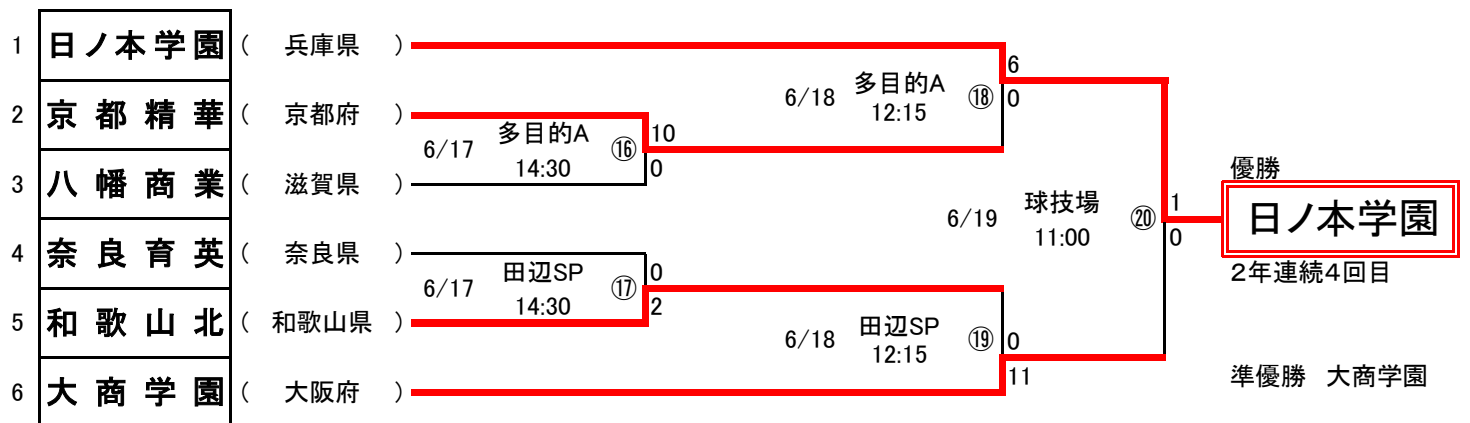 1 日ノ本学園 ( 兵庫県 )
6
6/18 多目的A ⑱ 0
12:15
2 京都精華 ( 京都府 )
10
6/17 多目的A ⑯
14:30 0
3 八幡商業 ( 滋賀県 )
優勝
1
6/19 球技場 ⑳ 日ノ本学園
11:00 0
2年連続4回目
4 奈良育英 ( 奈良県 )
0
6/17 田辺SP ⑰
14:30 2
5 和歌山北 ( 和歌山県 )
6/18 田辺SP ⑲ 0
12:15
11
準優勝 大商学園
6 大商学園 ( 大阪府 )